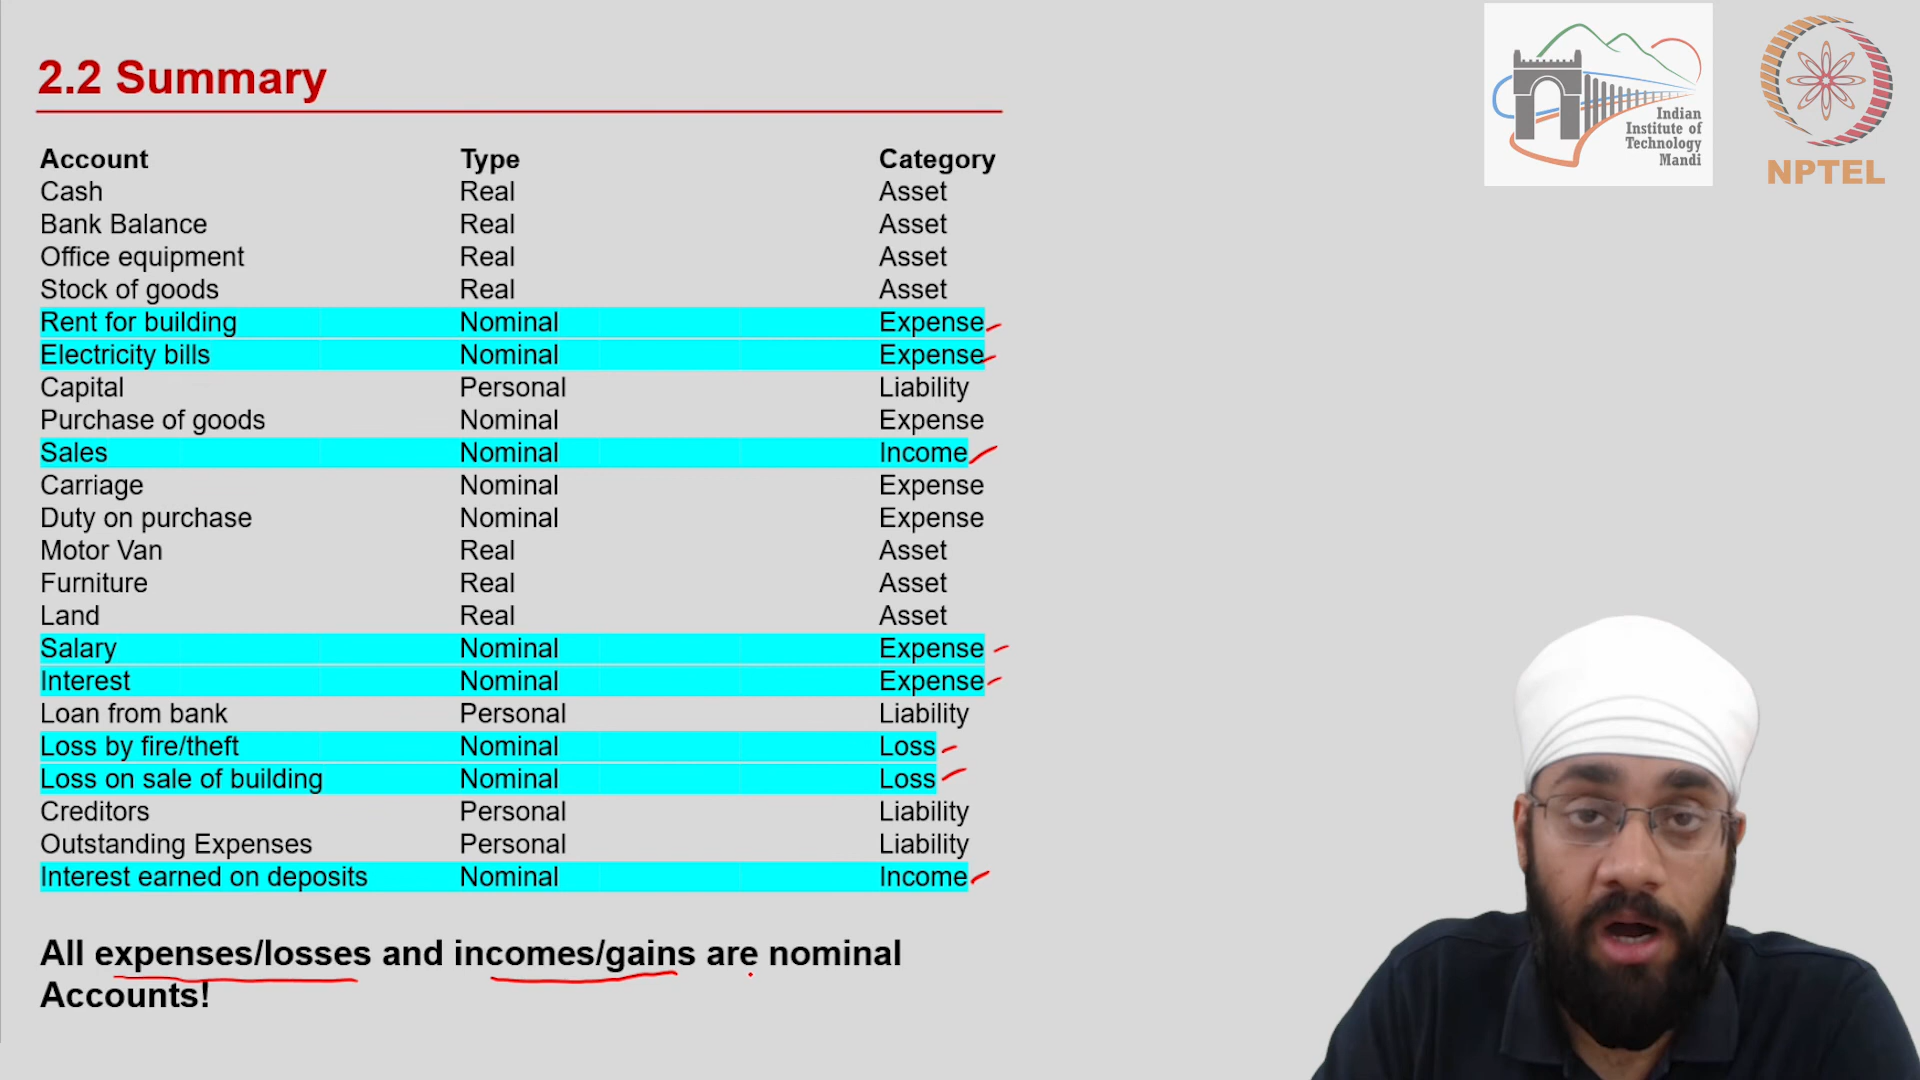 2.2 Summary
Indian
Institute of
Technology
Mandi
NPTEL
Account Type Category
Cash Real Asset
Bank Balance Real Asset
Office equipment Real Asset
Stock of goods Real Asset
Rent for building Nominal Expense
Electricity bills Nominal Expense
Capital Personal Liability
Purchase of goods Nominal Expense
Sales Nominal Income
Carriage Nominal Expense
Duty on purchase Nominal Expense
Motor Van Real Asset
Furniture Real Asset
Land Real Asset
Salary Nominal Expense
Interest Nominal Expense
Loan from bank Personal Liability
Loss by fire/theft Nominal Loss
Loss on sale of building Nominal Loss
Creditors Personal Liability
Outstanding Expenses Personal Liability
Interest earned on deposits Nominal Income
All expenses/losses and incomes/gains are nominal
Accounts!